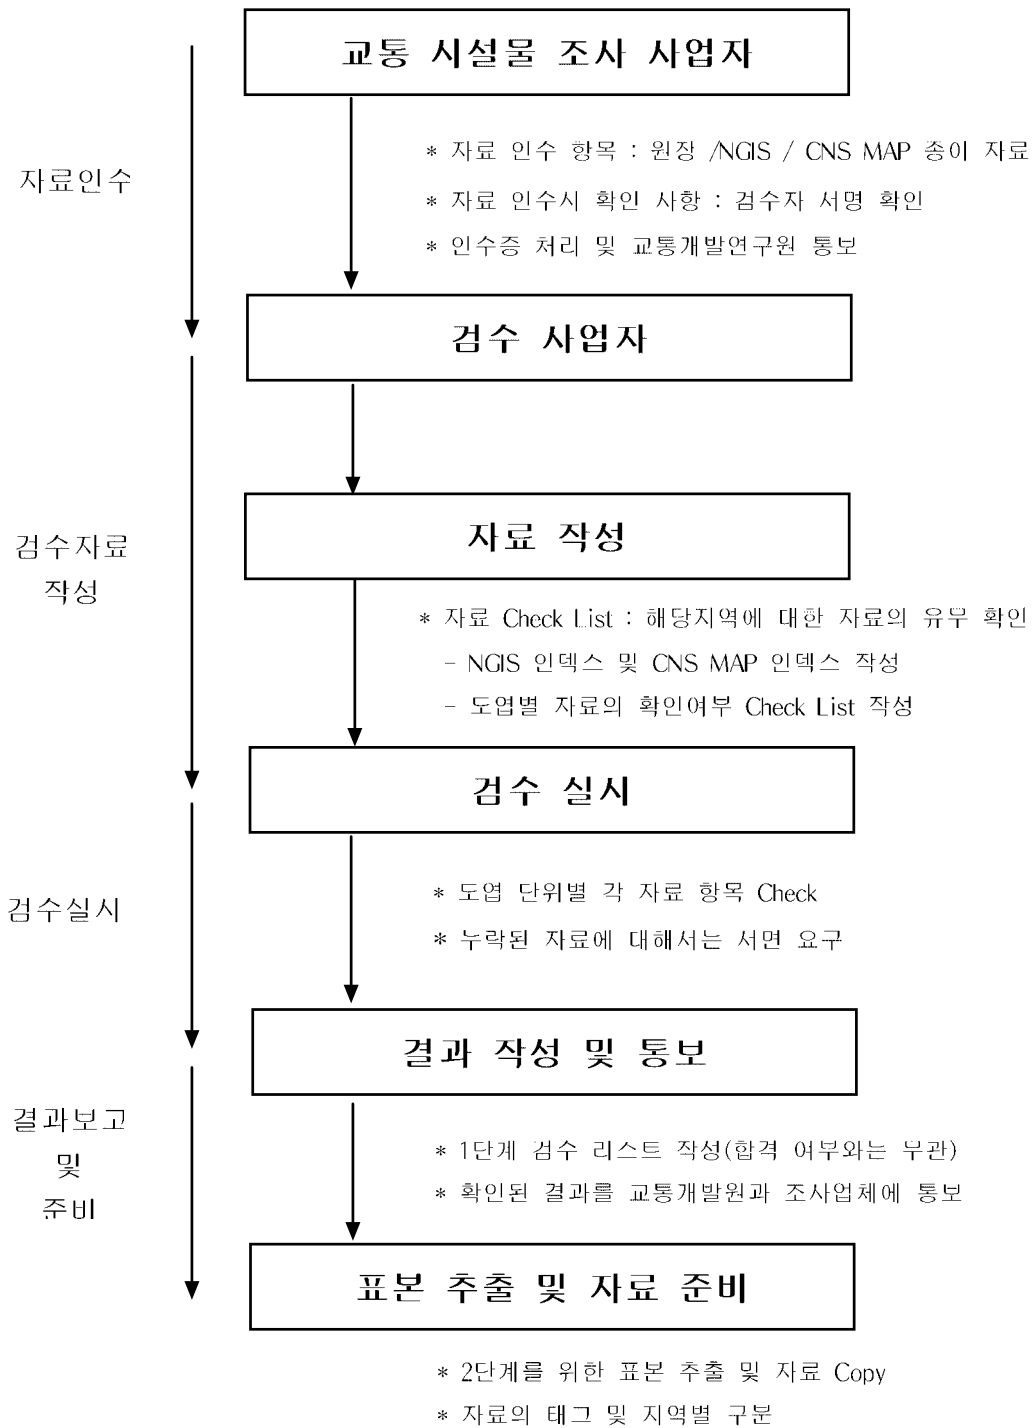 교통 시설물 조사 사업자
자료인수
* 자료 인수 항목 : 원장 /NGIS / CNS MAP 종이 자료
* 자료 인수시 확인 사항 : 검수자 서명 확인
* 인수증 처리 및 교통개발연구원 통보
검수 사업자
검수자료
작성
자료 작성
* 자료 Check List : 해당지역에 대한 자료의 유무 확인
- NGIS 인덱스 및 CNS MAP 인덱스 작성
- 도엽별 자료의 확인여부 Check List 작성
검수 실시
검수실시
* 도엽 단위별 각 자료 항목 Check
* 누락된 자료에 대해서는 서면 요구
결과 작성 및 통보
결과보고
및
준비
* 1단계 검수 리스트 작성(합격 여부와는 무관)
* 확인된 결과를 교통개발원과 조사업체에 통보
표본 추출 및 자료 준비
* 2단계를 위한 표본 추출 및 자료 Copy
* 자료의 태그 및 지역별 구분